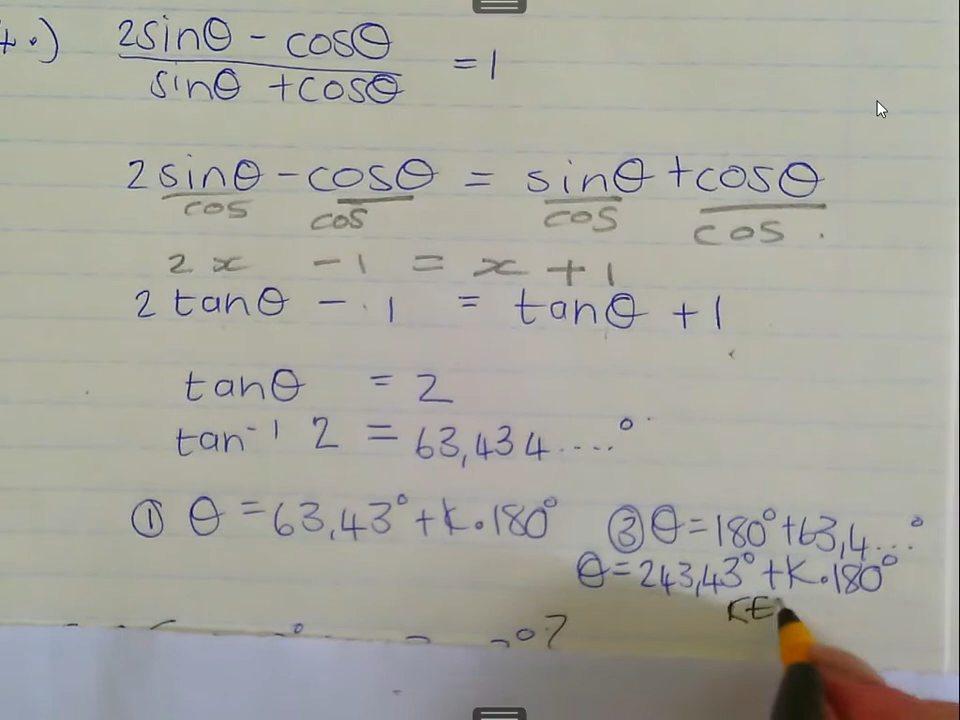 2sinθ - cosθ
sinθ + cosθ = 1
2sinθ - cosθ = sinθ + cosθ
cos cos cos cos
2x - 1 = x + 1
2 tanθ - 1 = tanθ + 1
tanθ = 2
tan⁻¹ 2 = 63,434....°
① θ = 63,43° + K.180°
③ θ = 180° + 63,4...°
θ = 243,43° + K.180°
KE